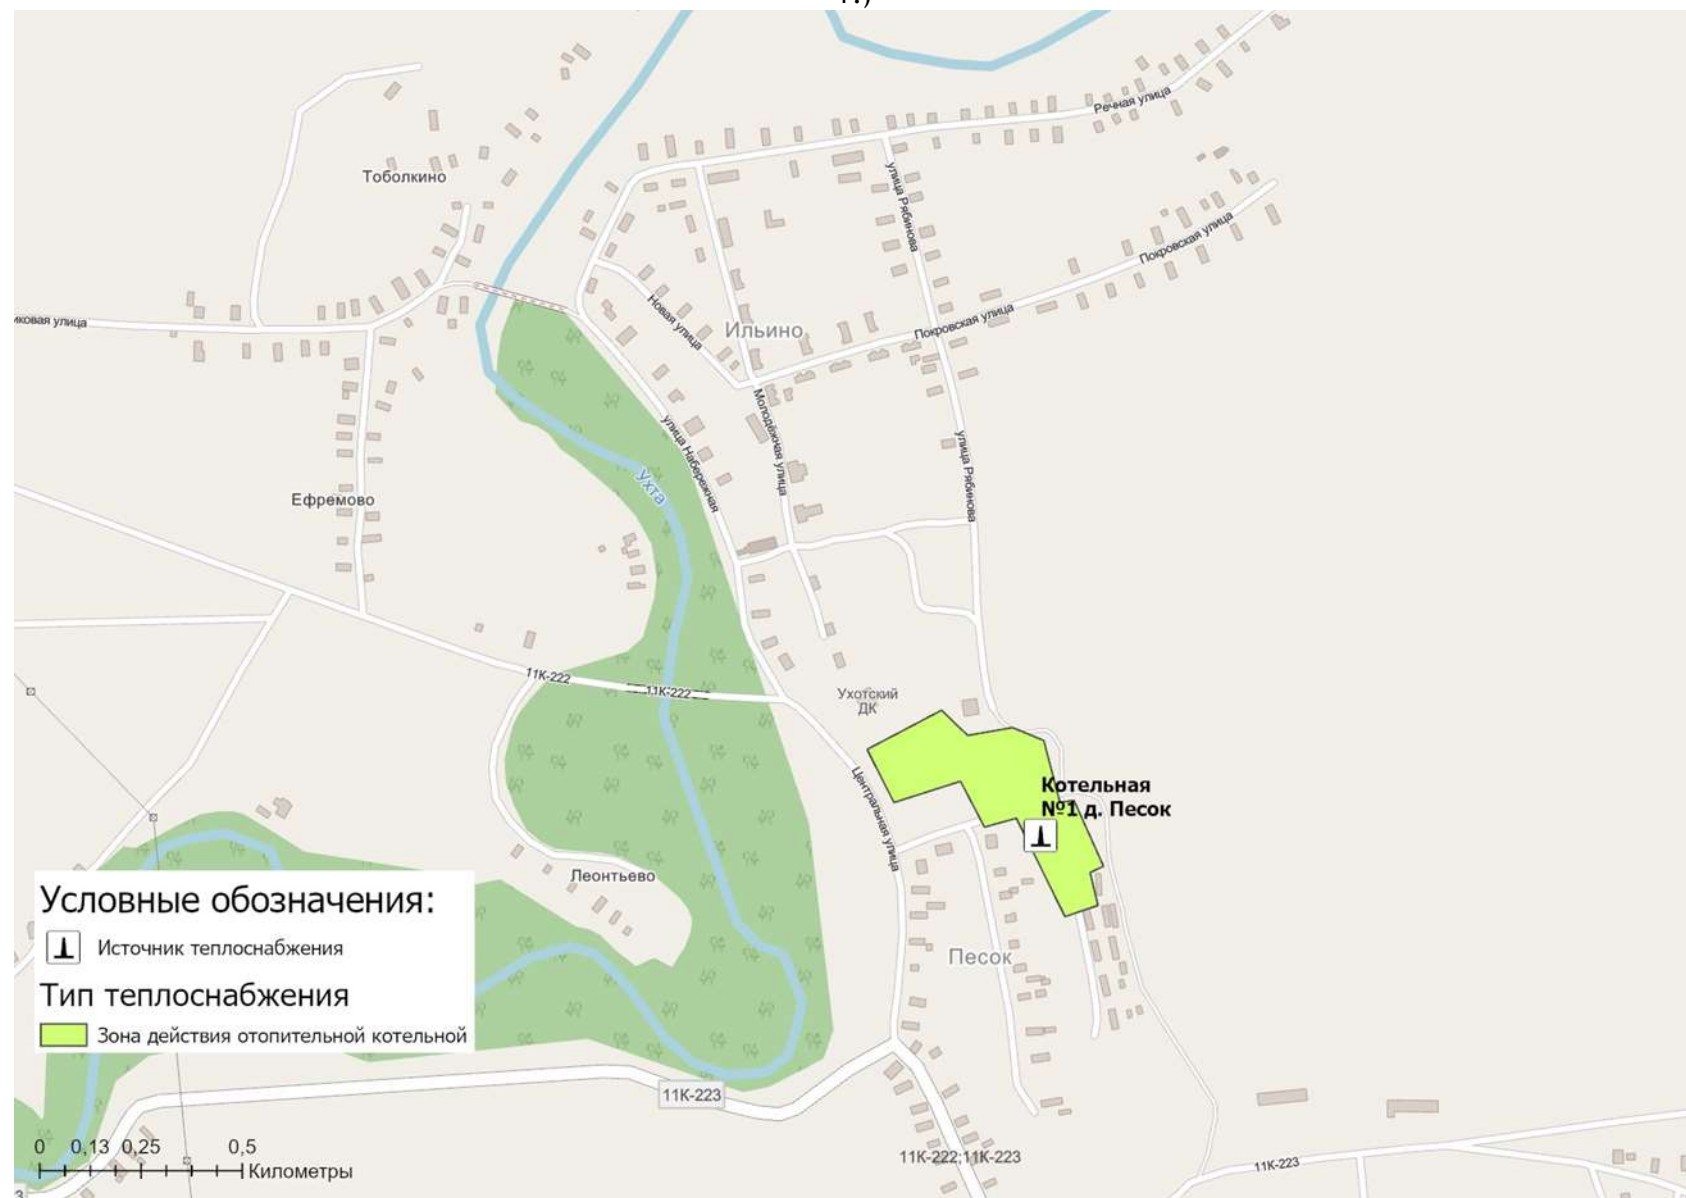 Речная улица
Тоболкино
улица Рябинова
Покровская улица
Новая улица
Ильино
Покровская улица
иковая улица
Молодёжная улица
улица Набережная
улица Рябинова
Ухта
Ефремово
11К-222
11К-222
Ухотский
ДК
Центральная улица
Котельная
№1 д. Песок
Леонтьево
Песок
Условные обозначения:
Источник теплоснабжения
Тип теплоснабжения
Зона действия отопительной котельной
11К-223
0 0,13 0,25 0,5
Километры
11К-222;11К-223
11К-223
3